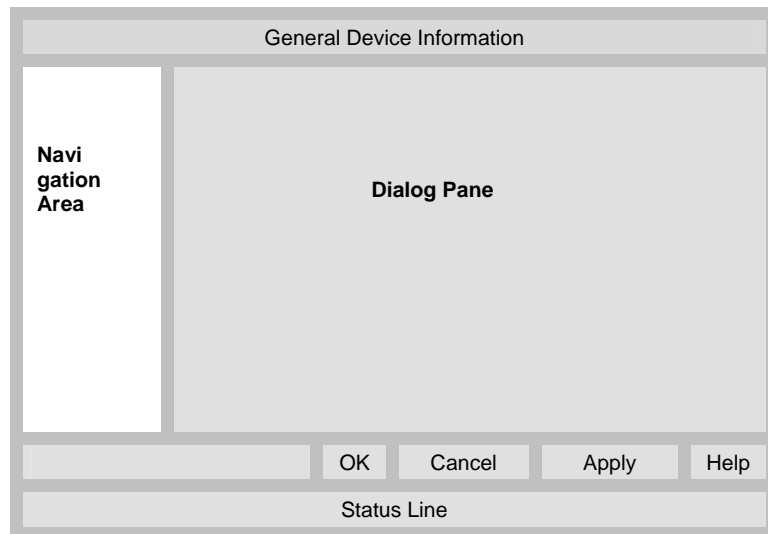 General Device Information
Navi
gation
Area
Dialog Pane
OK Cancel Apply Help
Status Line